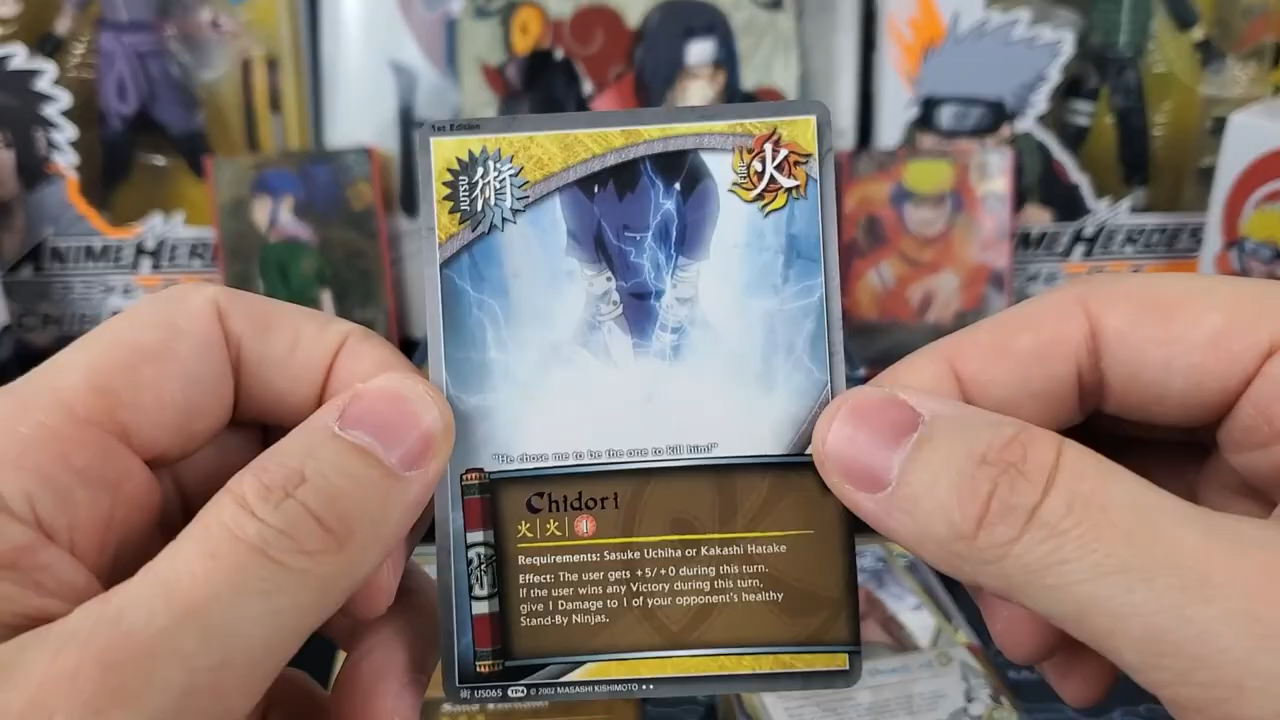 1st Edition
JUTSU
術
FIRE
火
"He chose me to be the one to kill him!"
Chidori
火|火|1
Requirements: Sasuke Uchiha or Kakashi Hatake
Effect: The user gets +5/+0 during this turn.
If the user wins any Victory during this turn,
give 1 Damage to 1 of your opponent's healthy
Stand-By Ninjas.
術
術 US065 TP4 © 2002 MASASHI KISHIMOTO
ANIME HEROES